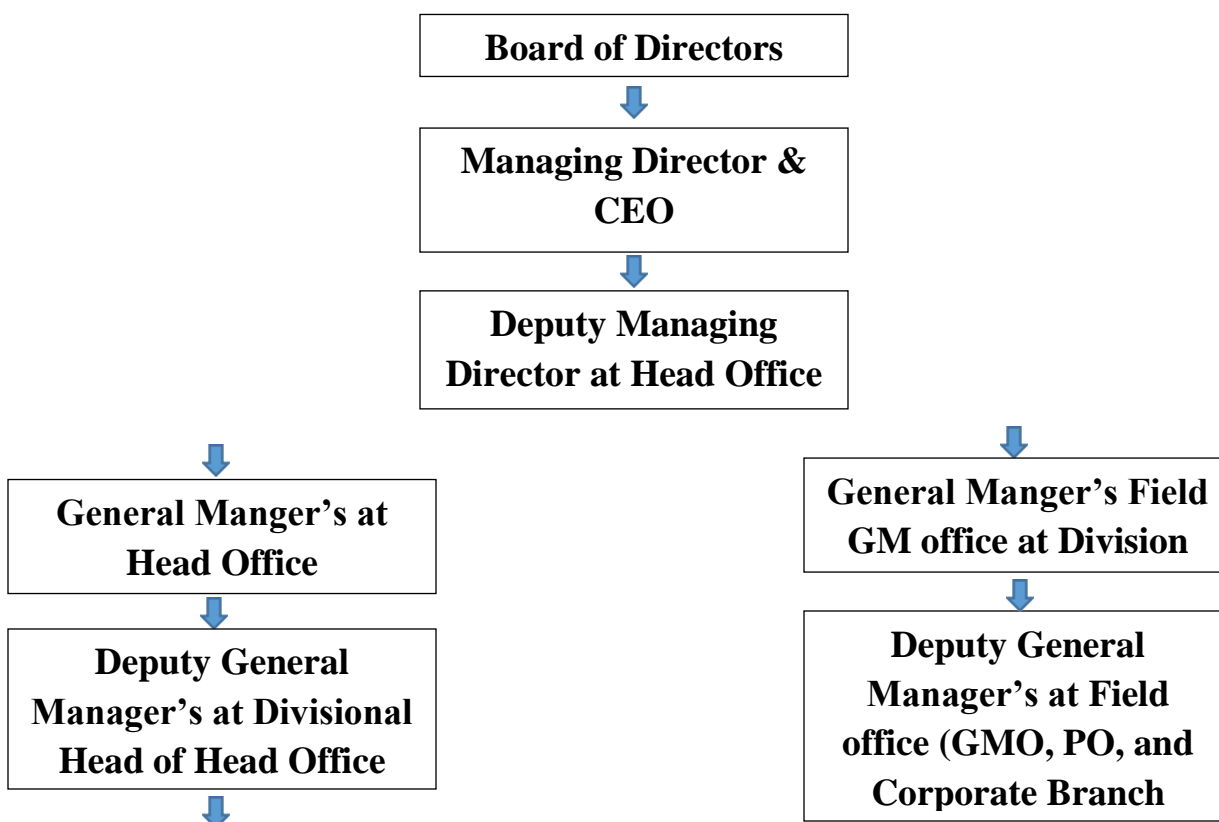 Board of Directors
Managing Director &
CEO
Deputy Managing
Director at Head Office
General Manger’s at
Head Office
General Manger’s Field
GM office at Division
Deputy General
Manager’s at Divisional
Head of Head Office
Deputy General
Manager’s at Field
office (GMO, PO, and
Corporate Branch